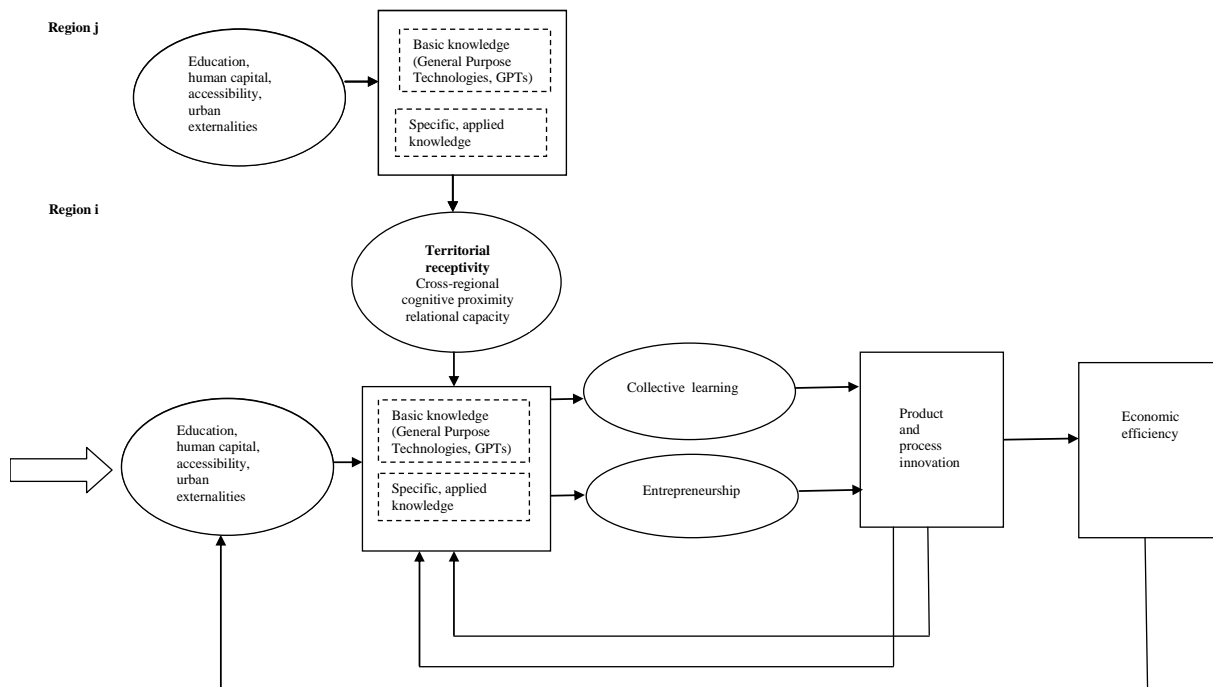 Region j
Education,
human capital,
accessibility,
urban
externalities
Basic knowledge
(General Purpose
Technologies, GPTs)
Specific, applied
knowledge
Region i
Territorial
receptivity
Cross-regional
cognitive proximity
relational capacity
Education,
human capital,
accessibility,
urban
externalities
Basic knowledge
(General Purpose
Technologies, GPTs)
Specific, applied
knowledge
Collective learning
Entrepreneurship
Product
and
process
innovation
Economic
efficiency